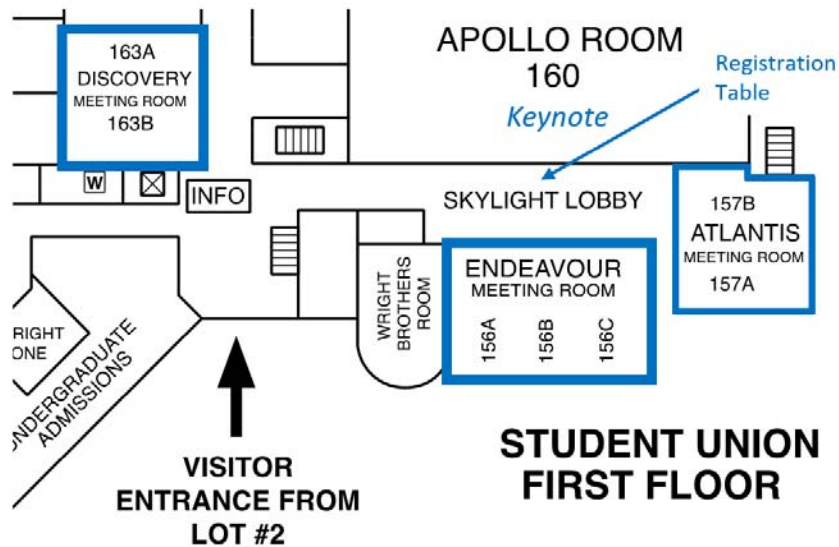 163A
DISCOVERY
MEETING ROOM
163B
APOLLO ROOM
160
Keynote
Registration
Table
W
INFO
SKYLIGHT LOBBY
157B
ATLANTIS
MEETING ROOM
157A
ENDEAVOUR
MEETING ROOM
156A
156B
156C
WRIGHT
BROTHERS
ROOM
RIGHT
ONE
UNDERGRADUATE
ADMISSIONS
VISITOR
ENTRANCE FROM
LOT #2
STUDENT UNION
FIRST FLOOR